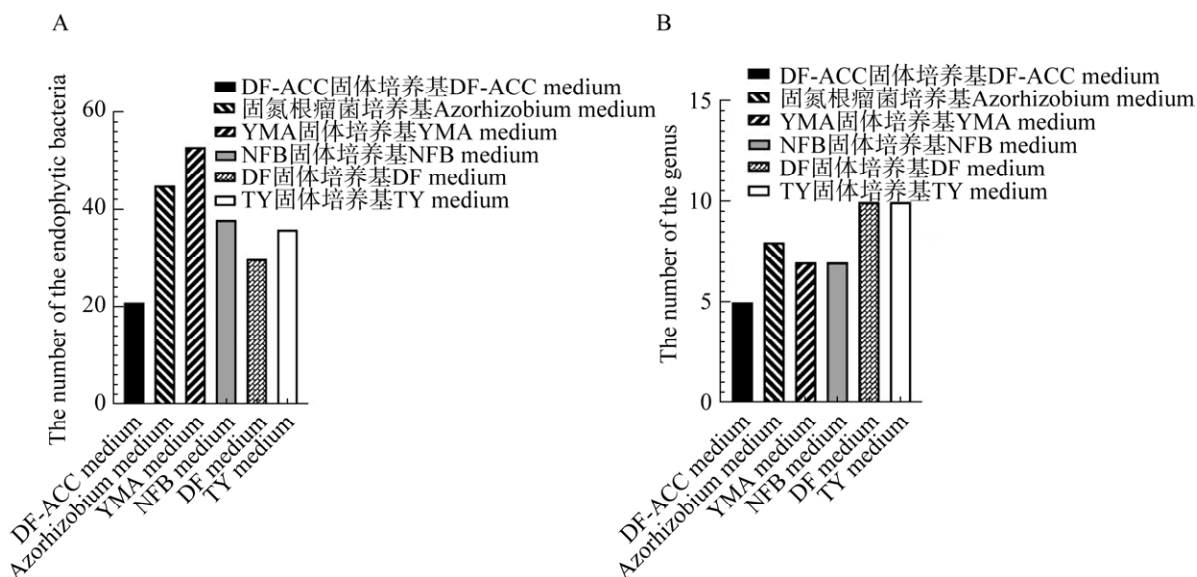 A
The number of the endophytic bacteria
60
40
20
0
DF-ACC固体培养基DF-ACC medium
固氮根瘤菌培养基Azorhizobium medium
YMA固体培养基YMA medium
NFB固体培养基NFB medium
DF固体培养基DF medium
TY固体培养基TY medium
DF-ACC medium
Azorhizobium medium
YMA medium
NFB medium
DF medium
TY medium
B
The number of the genus
15
10
5
0
DF-ACC固体培养基DF-ACC medium
固氮根瘤菌培养基Azorhizobium medium
YMA固体培养基YMA medium
NFB固体培养基NFB medium
DF固体培养基DF medium
TY固体培养基TY medium
DF-ACC medium
Azorhizobium medium
YMA medium
NFB medium
DF medium
TY medium